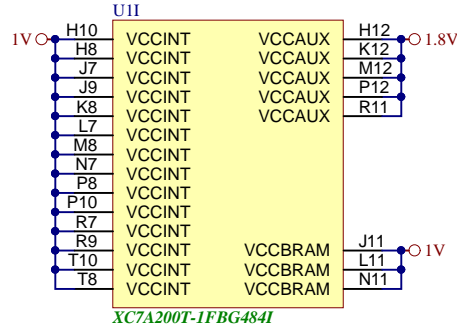 U1I
1V H10 VCCINT VCCAUX H12 1.8V
H8 VCCINT VCCAUX K12
J7 VCCINT VCCAUX M12
J9 VCCINT VCCAUX P12
K8 VCCINT VCCAUX R11
L7 VCCINT
M8 VCCINT
N7 VCCINT
P8 VCCINT
P10 VCCINT
R7 VCCINT
R9 VCCINT VCCBRAM J11 1V
T10 VCCINT VCCBRAM L11
T8 VCCINT VCCBRAM N11
XC7A200T-1FBG484I